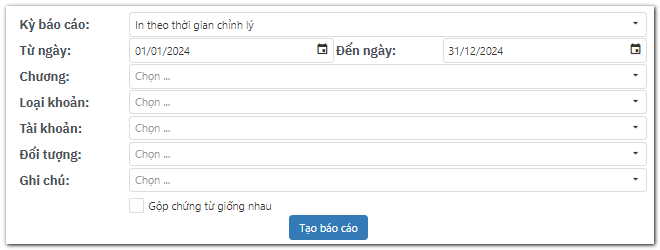 Kỳ báo cáo: In theo thời gian chỉnh lý
Từ ngày: 01/01/2024 Đến ngày: 31/12/2024
Chương: Chọn ...
Loại khoản: Chọn ...
Tài khoản: Chọn ...
Đối tượng: Chọn ...
Ghi chú: Chọn ...
Gộp chứng từ giống nhau
Tạo báo cáo